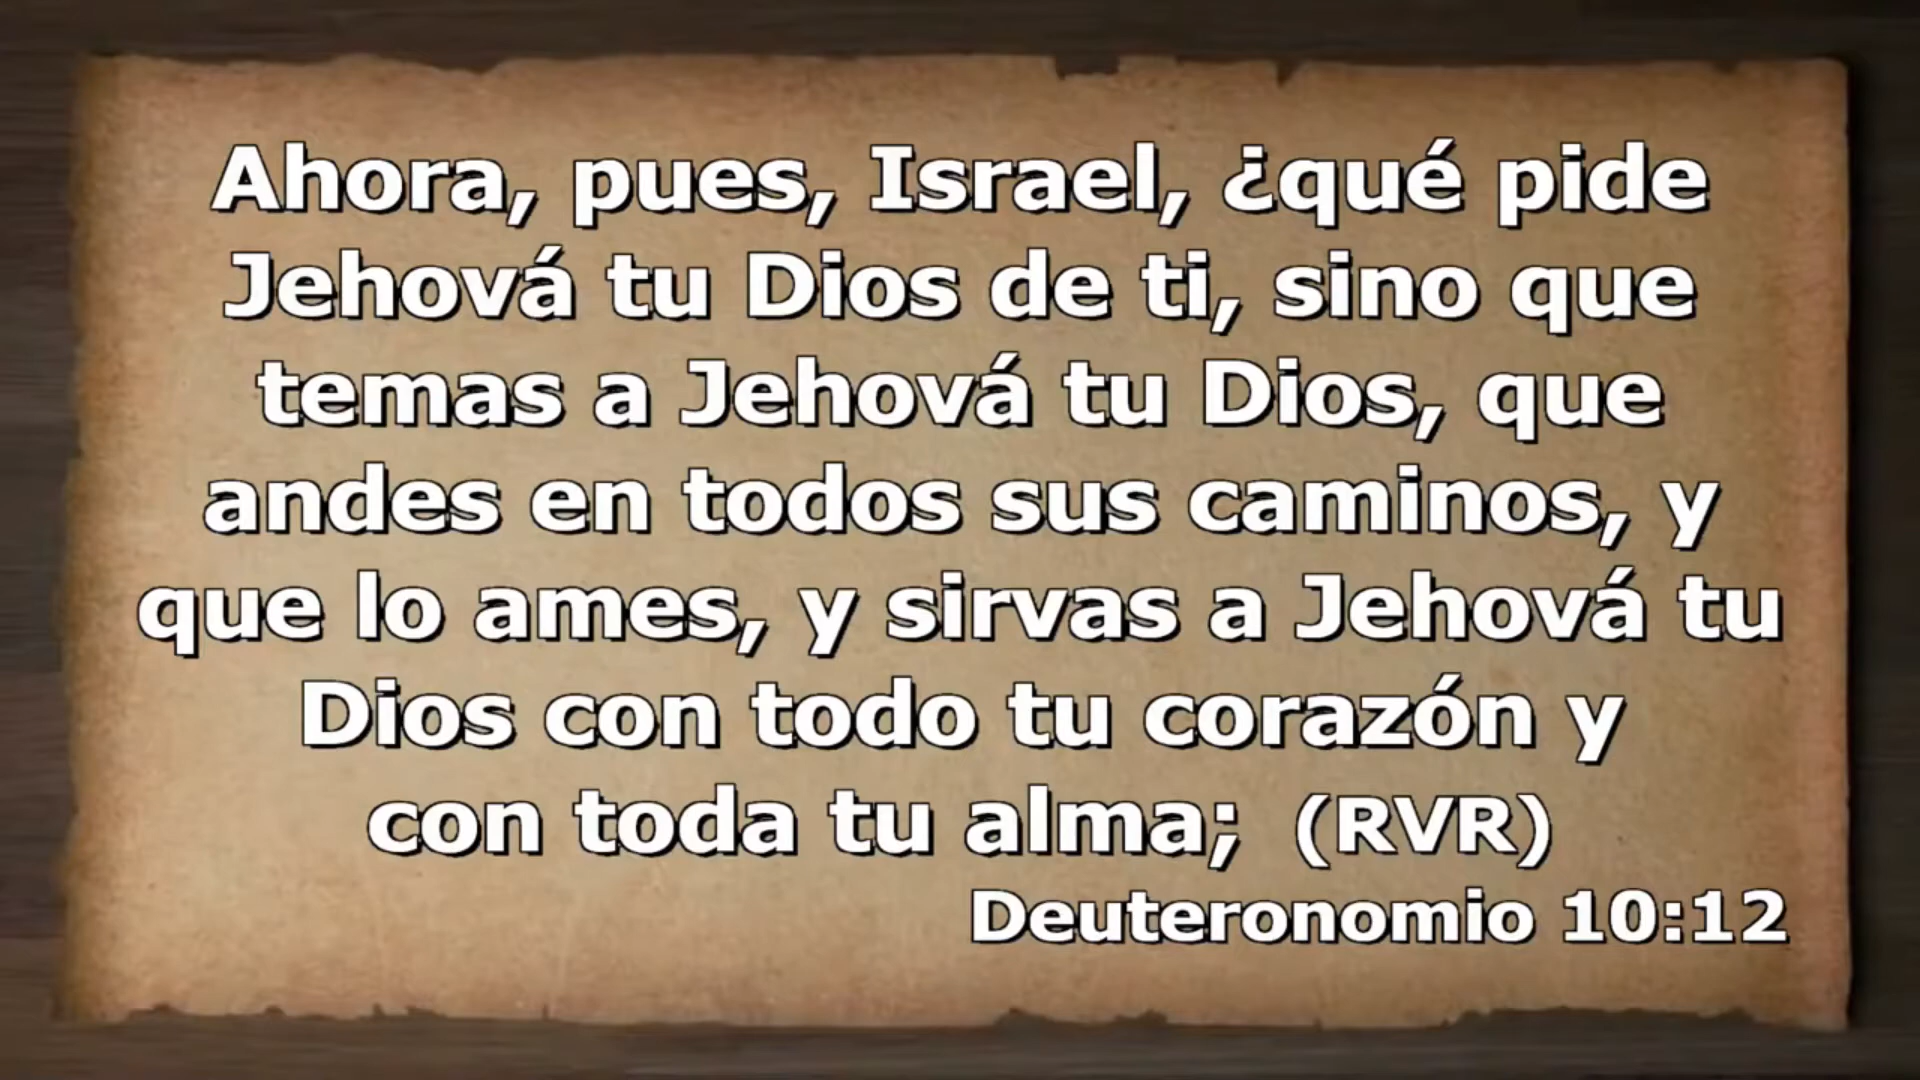 Ahora, pues, Israel, ¿qué pide
Jehová tu Dios de ti, sino que
temas a Jehová tu Dios, que
andes en todos sus caminos, y
que lo ames, y sirvas a Jehová tu
Dios con todo tu corazón y
con toda tu alma; (RVR)
Deuteronomio 10:12